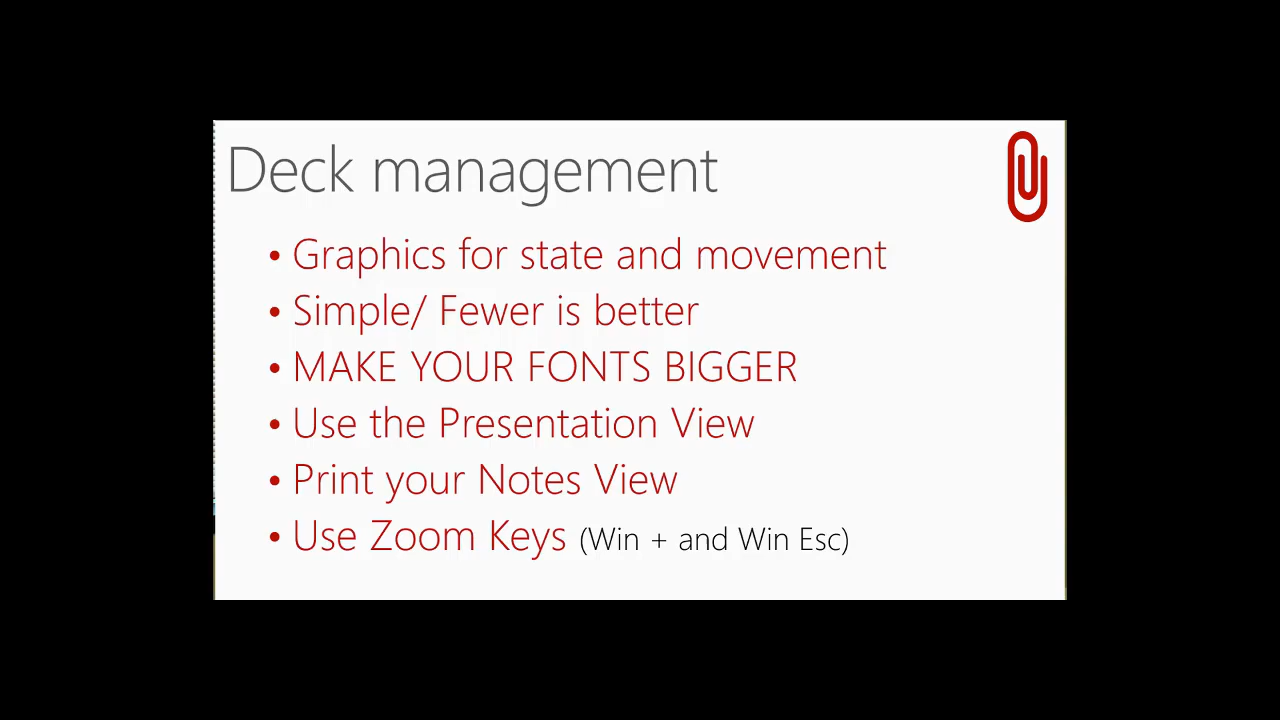 Deck management
• Graphics for state and movement
• Simple/ Fewer is better
• MAKE YOUR FONTS BIGGER
• Use the Presentation View
• Print your Notes View
• Use Zoom Keys (Win + and Win Esc)